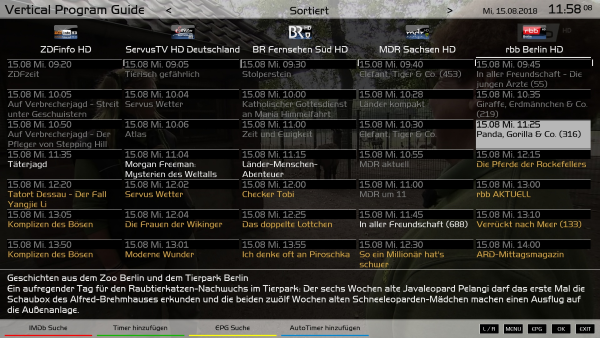 Vertical Program Guide < Sortiert > Mi, 15.08.2018 11:58 08
ZDFinfo HD ServusTV HD Deutschland BR Fernsehen Süd HD MDR Sachsen HD rbb Berlin HD
15.08 Mi. 09.20
ZDFzeit
15.08 Mi. 10.05
Auf Verbrecherjagd - Streit
unter Geschwistern
15.08 Mi. 10.50
Auf Verbrecherjagd - Der
Pfleger von Stepping Hill
15.08 Mi. 11.35
Täterjagd
15.08 Mi. 12.20
Tatort Dessau - Der Fall
Yangjie Li
15.08 Mi. 13.05
Komplizen des Bösen
15.08 Mi. 13.50
Komplizen des Bösen
15.08 Mi. 09.05
Tierisch gefährlich
15.08 Mi. 10.05
Servus Wetter
15.08 Mi. 10.06
Atlas
15.08 Mi. 11.04
Morgan Freeman:
Mysterien des Weltalls
15.08 Mi. 12.02
Servus Wetter
15.08 Mi. 12.04
Die Frauen der Wikinger
15.08 Mi. 13.01
Moderne Wunder
15.08 Mi. 09.30
Stolperstein
15.08 Mi. 10.00
Katholischer Gottesdienst
an Mariä Himmelfahrt
15.08 Mi. 11.00
Zeit und Ewigkeit
15.08 Mi. 11.15
Länder-Menschen-
Abenteuer
15.08 Mi. 12.00
Checker Tobi
15.08 Mi. 12.25
Das doppelte Lottchen
15.08 Mi. 13.55
Ich denke oft an Piroschka
15.08 Mi. 09.40
Elefant, Tiger & Co. (453)
15.08 Mi. 10.28
Länder kompakt
15.08 Mi. 10.30
Elefant, Tiger & Co.
15.08 Mi. 10.55
MDR aktuell
15.08 Mi. 11.00
MDR um 11
15.08 Mi. 11.45
In aller Freundschaft (688)
15.08 Mi. 12.30
So ein Millionär hat's
schwer
15.08 Mi. 09.45
In aller Freundschaft - Die
jungen Ärzte (55)
15.08 Mi. 10.35
Giraffe, Erdmännchen & Co.
(219)
15.08 Mi. 11.25
Panda, Gorilla & Co. (316)
15.08 Mi. 12.15
Die Pferde der Rockefellers
15.08 Mi. 13.00
rbb AKTUELL
15.08 Mi. 13.10
Verrückt nach Meer (133)
15.08 Mi. 14.00
ARD-Mittagsmagazin
Geschichten aus dem Zoo Berlin und dem Tierpark Berlin
Ein aufregender Tag für den Raubtierkatzen-Nachwuchs im Tierpark: Der sechs Wochen alte Javaleopard Pelangi darf das erste Mal die
Schaubox des Alfred-Brehmhauses erkunden und die beiden zwölf Wochen alten Schneeleoparden-Mädchen machen einen Ausflug auf
die Außenanlage.
IMDb Suche Timer hinzufügen EPG Suche AutoTimer hinzufügen L / R MENU EPG OK EXIT